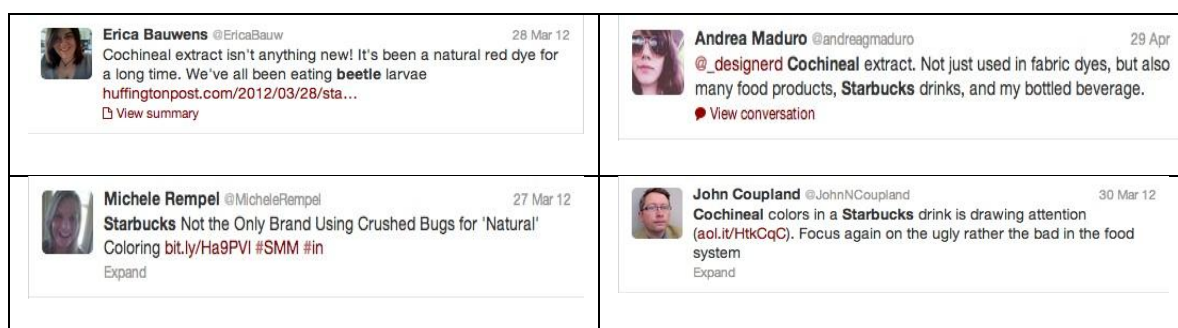 Erica Bauwens @EricaBauw 28 Mar 12
Cochineal extract isn't anything new! It's been a natural red dye for
a long time. We've all been eating beetle larvae
huffingtonpost.com/2012/03/28/sta…
View summary
Andrea Maduro @andreagmaduro 29 Apr
@_designerd Cochineal extract. Not just used in fabric dyes, but also
many food products, Starbucks drinks, and my bottled beverage.
View conversation
Michele Rempel @MicheleRempel 27 Mar 12
Starbucks Not the Only Brand Using Crushed Bugs for 'Natural'
Coloring bit.ly/Ha9PVI #SMM #in
Expand
John Coupland @JohnNCoupland 30 Mar 12
Cochineal colors in a Starbucks drink is drawing attention
(aol.it/HtkCqC). Focus again on the ugly rather the bad in the food
system
Expand